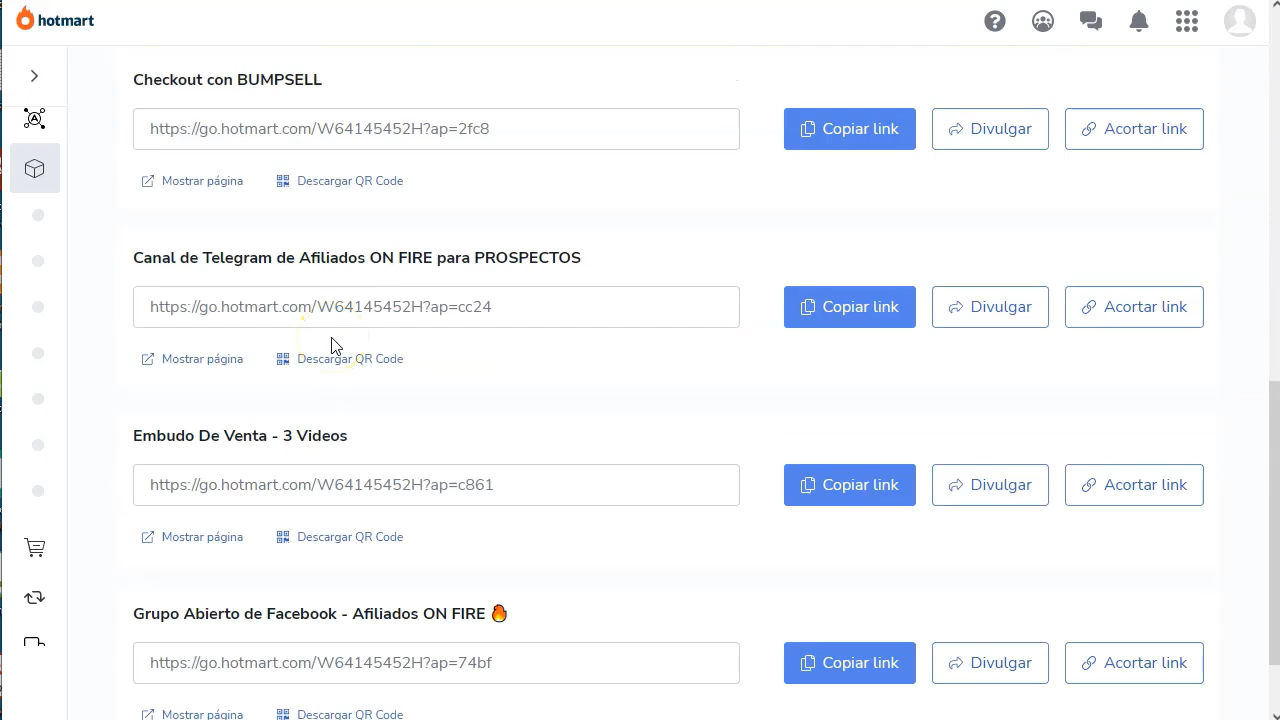 hotmart
Checkout con BUMPSELL
https://go.hotmart.com/W64145452H?ap=2fc8
Copiar link
Divulgar
Acortar link
Mostrar página
Descargar QR Code
Canal de Telegram de Afiliados ON FIRE para PROSPECTOS
https://go.hotmart.com/W64145452H?ap=cc24
Copiar link
Divulgar
Acortar link
Mostrar página
Descargar QR Code
Embudo De Venta - 3 Videos
https://go.hotmart.com/W64145452H?ap=c861
Copiar link
Divulgar
Acortar link
Mostrar página
Descargar QR Code
Grupo Abierto de Facebook - Afiliados ON FIRE 🔥
https://go.hotmart.com/W64145452H?ap=74bf
Copiar link
Divulgar
Acortar link
Mostrar página
Descargar QR Code